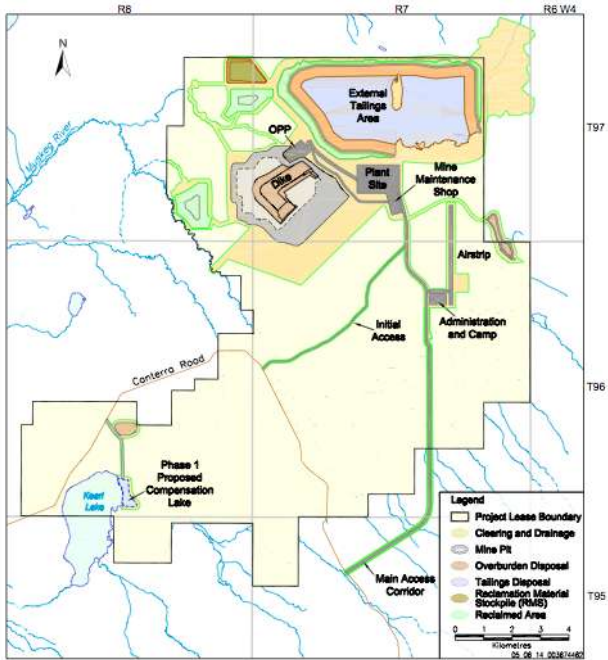 R8
R7
R6 W4
N
Muskeg River
External
Tailings
Area
T97
OPP
Dike
Plant
Site
Mine
Maintenance
Shop
Airstrip
Initial
Access
Administration
and Camp
Canterra Road
T96
Phase 1
Proposed
Compensation
Lake
Kearl
Lake
Main Access
Corridor
T95
Legend
Project Lease Boundary
Clearing and Drainage
Mine Pit
Overburden Disposal
Tailings Disposal
Reclamation Material
Stockpile (RMS)
Reclaimed Area
0 1 2 3 4
Kilometres